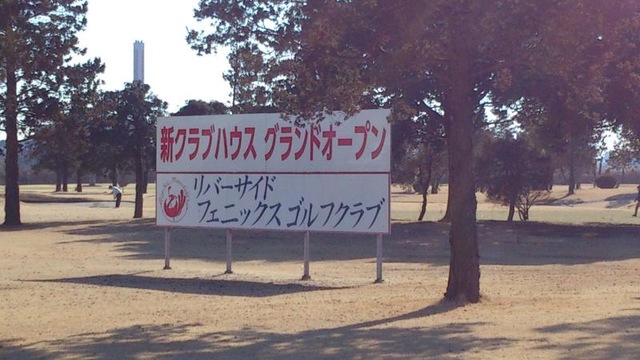 新クラブハウス グランドオープン
リバーサイド
フェニックスゴルフクラブ